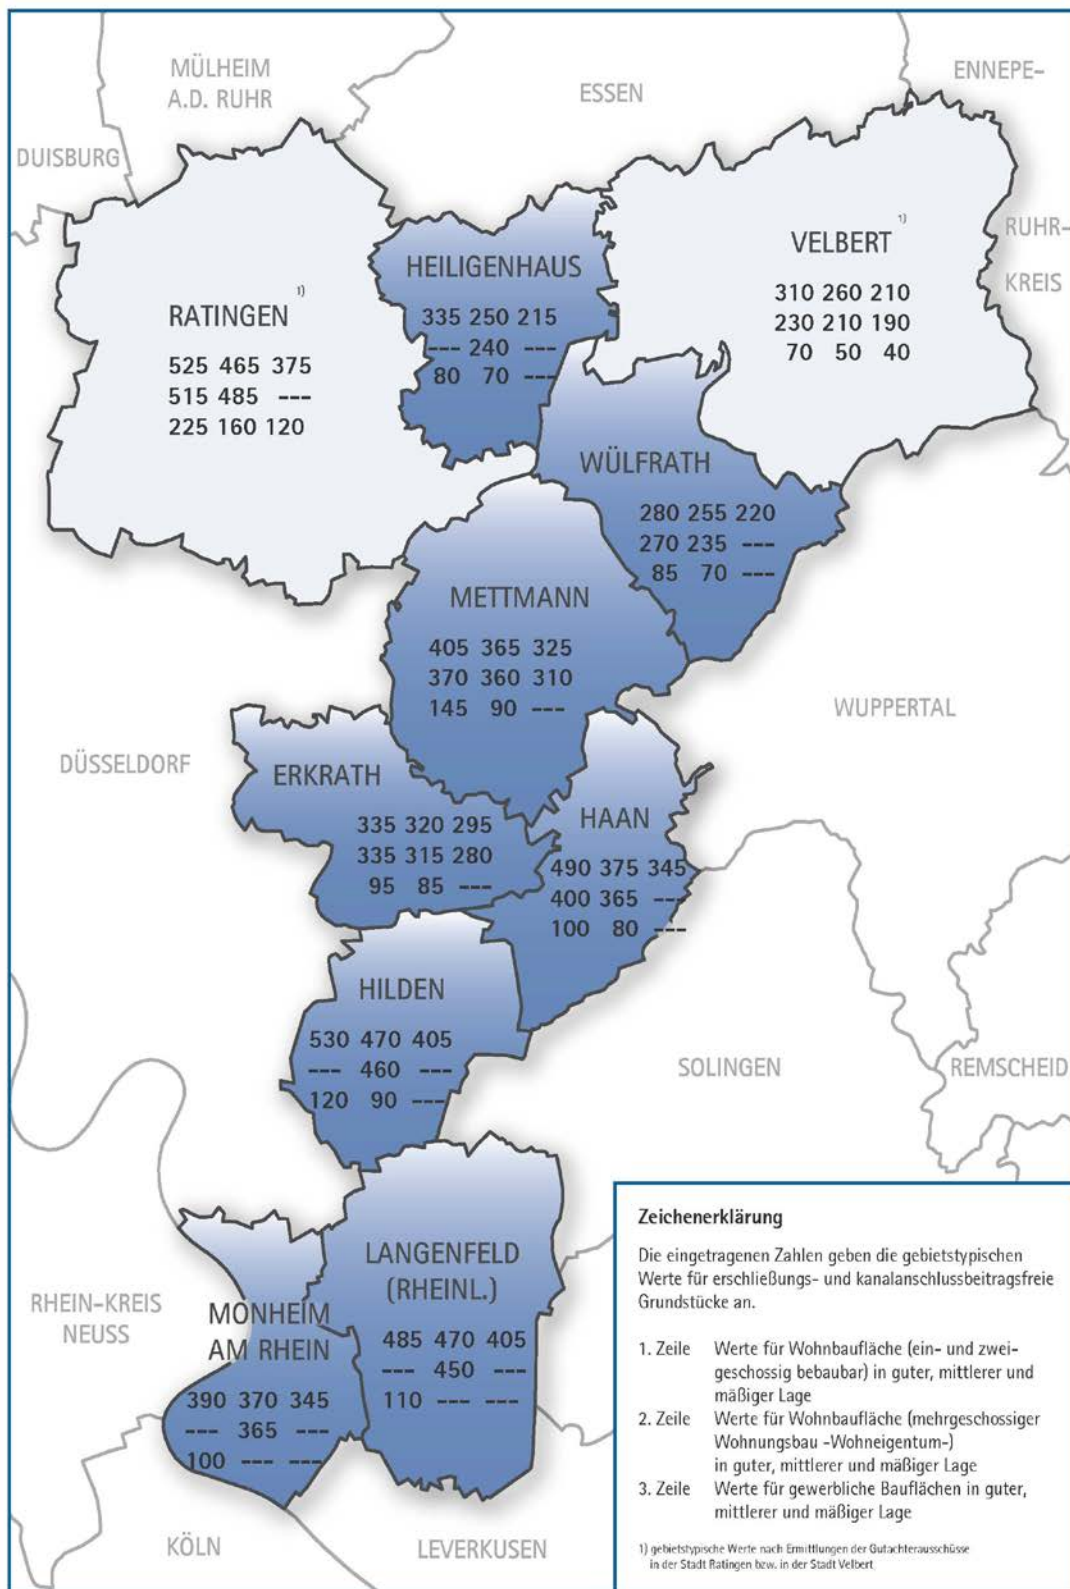 MÜLHEIM
A.D. RUHR
ESSEN
ENNEPE-
DUISBURG
RUHR-
KREIS
HEILIGENHAUS
335 250 215
--- 240 ---
80 70 ---
VELBERT 1)
310 260 210
230 210 190
70 50 40
RATINGEN 1)
525 465 375
515 485 ---
225 160 120
WÜLFRATH
280 255 220
270 235 ---
85 70 ---
METTMANN
405 365 325
370 360 310
145 90 ---
WUPPERTAL
DÜSSELDORF
ERKRATH
335 320 295
335 315 280
95 85 ---
HAAN
490 375 345
400 365 ---
100 80 ---
HILDEN
530 470 405
--- 460 ---
120 90 ---
SOLINGEN
REMSCHEID
LANGENFELD
(RHEINL.)
485 470 405
--- 450 ---
110 --- ---
RHEIN-KREIS
NEUSS
MONHEIM
AM RHEIN
390 370 345
--- 365 ---
100 --- ---
KÖLN
LEVERKUSEN
Zeichenerklärung
Die eingetragenen Zahlen geben die gebietstypischen
Werte für erschließungs- und kanalanschlussbeitragsfreie
Grundstücke an.
1. Zeile Werte für Wohnbaufläche (ein- und zwei-
geschossig bebaubar) in guter, mittlerer und
mäßiger Lage
2. Zeile Werte für Wohnbaufläche (mehrgeschossiger
Wohnungsbau -Wohneigentum-)
in guter, mittlerer und mäßiger Lage
3. Zeile Werte für gewerbliche Bauflächen in guter,
mittlerer und mäßiger Lage
1) gebietstypische Werte nach Ermittlungen der Gutachterausschüsse
in der Stadt Ratingen bzw. in der Stadt Velbert